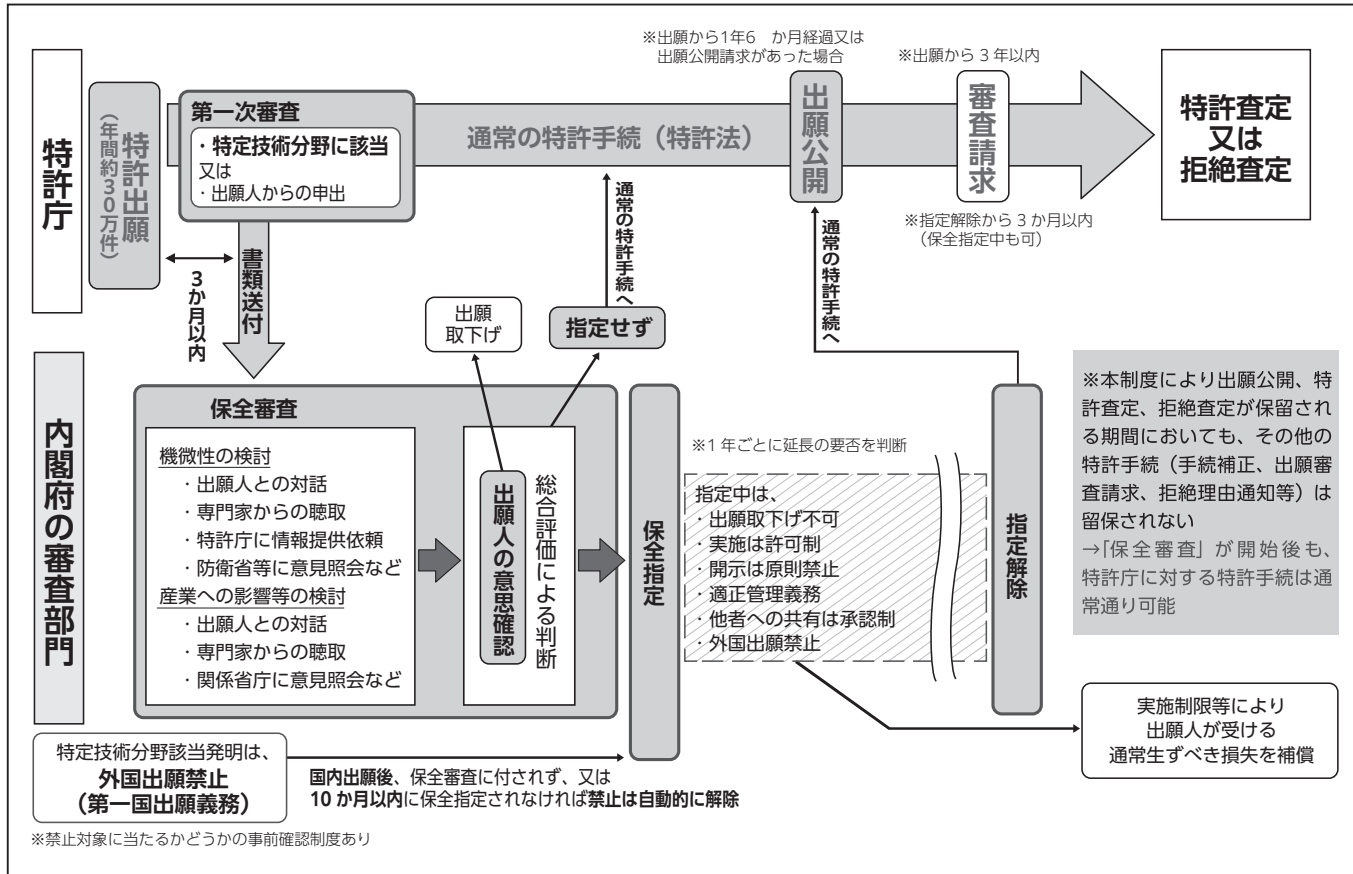 ※出願から1年6 か月経過又は
出願公開請求があった場合
※出願から 3 年以内
特許庁
特許出願
（年間約30万件）
第一次審査
・特定技術分野に該当
又は
・出願人からの申出
通常の特許手続（特許法）
出願公開
審査請求
特許査定
又は
拒絶査定
※指定解除から 3 か月以内
（保全指定中も可）
3か月以内
書類送付
通常の特許手続へ
通常の特許手続へ
出願
取下げ
指定せず
内閣府の審査部門
保全審査
機微性の検討
・出願人との対話
・専門家からの聴取
・特許庁に情報提供依頼
・防衛省等に意見照会など
産業への影響等の検討
・出願人との対話
・専門家からの聴取
・関係省庁に意見照会など
出願人の意思確認
総合評価による判断
保全指定
※1 年ごとに延長の要否を判断
指定中は、
・出願取下げ不可
・実施は許可制
・開示は原則禁止
・適正管理義務
・他者への共有は承認制
・外国出願禁止
指定解除
※本制度により出願公開、特
許査定、拒絶査定が保留され
る期間においても、その他の
特許手続（手続補正、出願審
査請求、拒絶理由通知等）は
留保されない
→「保全審査」が開始後も、
特許庁に対する特許手続は通
常通り可能
実施制限等により
出願人が受ける
通常生ずべき損失を補償
特定技術分野該当発明は、
外国出願禁止
（第一国出願義務）
国内出願後、保全審査に付されず、又は
10 か月以内に保全指定されなければ禁止は自動的に解除
※禁止対象に当たるかどうかの事前確認制度あり